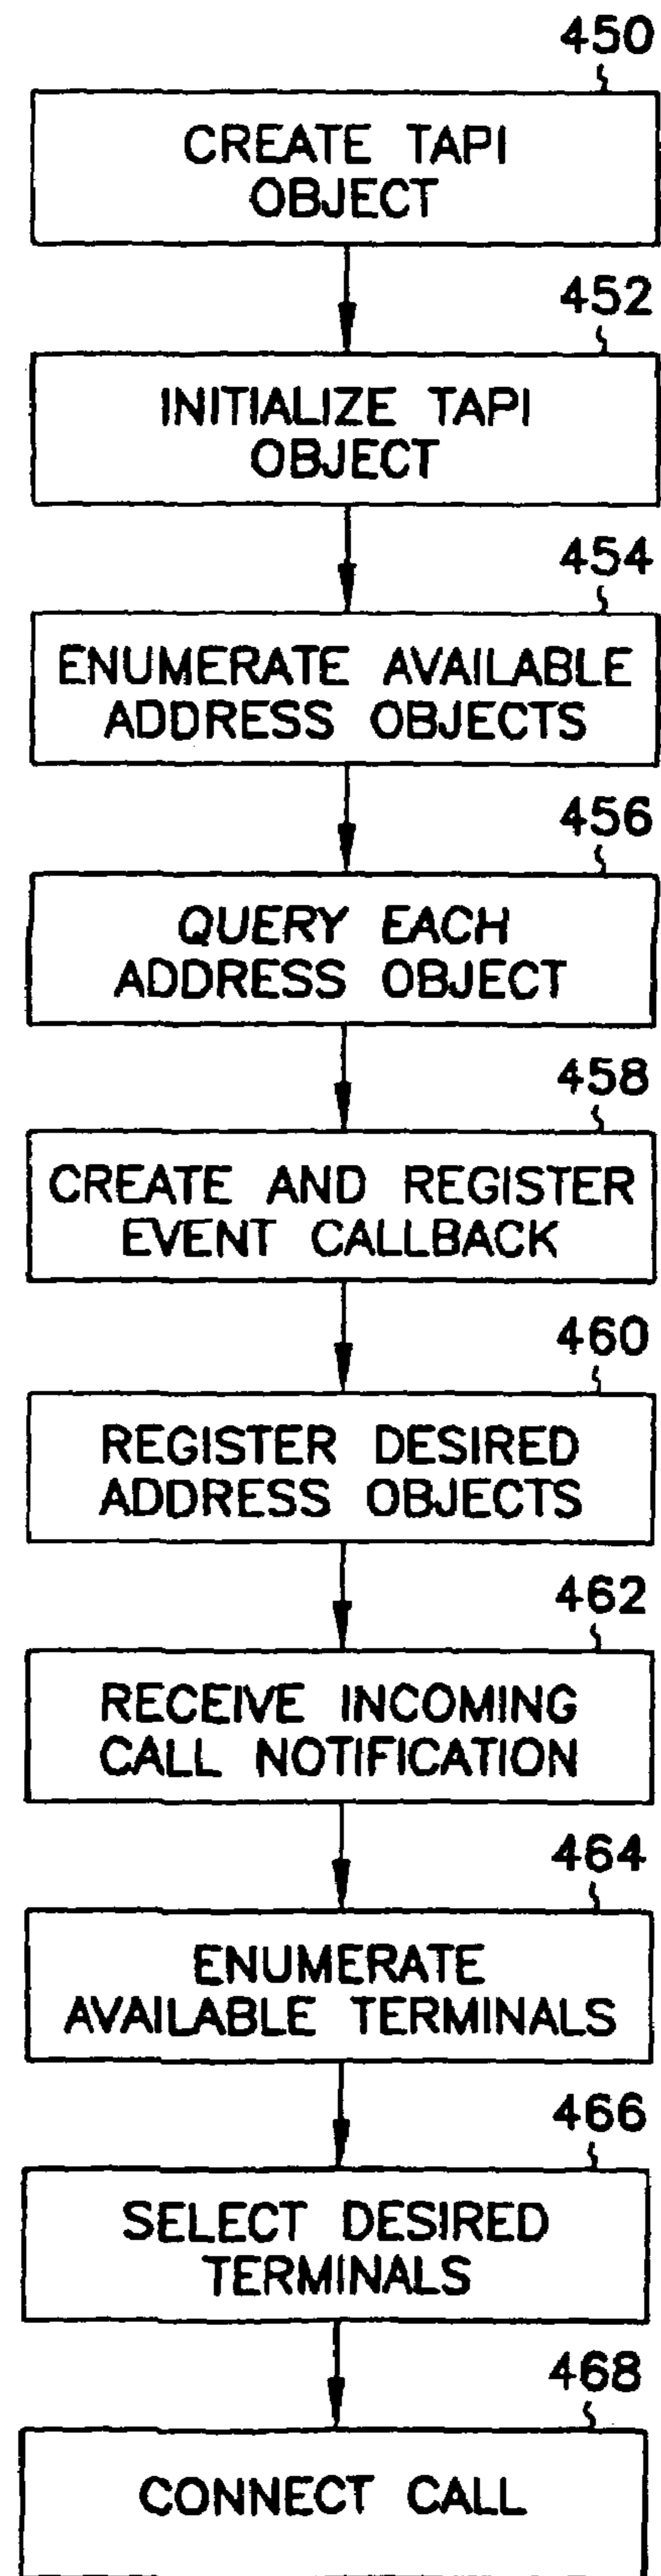 450
CREATE TAPI
OBJECT
452
INITIALIZE TAPI
OBJECT
454
ENUMERATE AVAILABLE
ADDRESS OBJECTS
456
QUERY EACH
ADDRESS OBJECT
458
CREATE AND REGISTER
EVENT CALLBACK
460
REGISTER DESIRED
ADDRESS OBJECTS
462
RECEIVE INCOMING
CALL NOTIFICATION
464
ENUMERATE
AVAILABLE TERMINALS
466
SELECT DESIRED
TERMINALS
468
CONNECT CALL